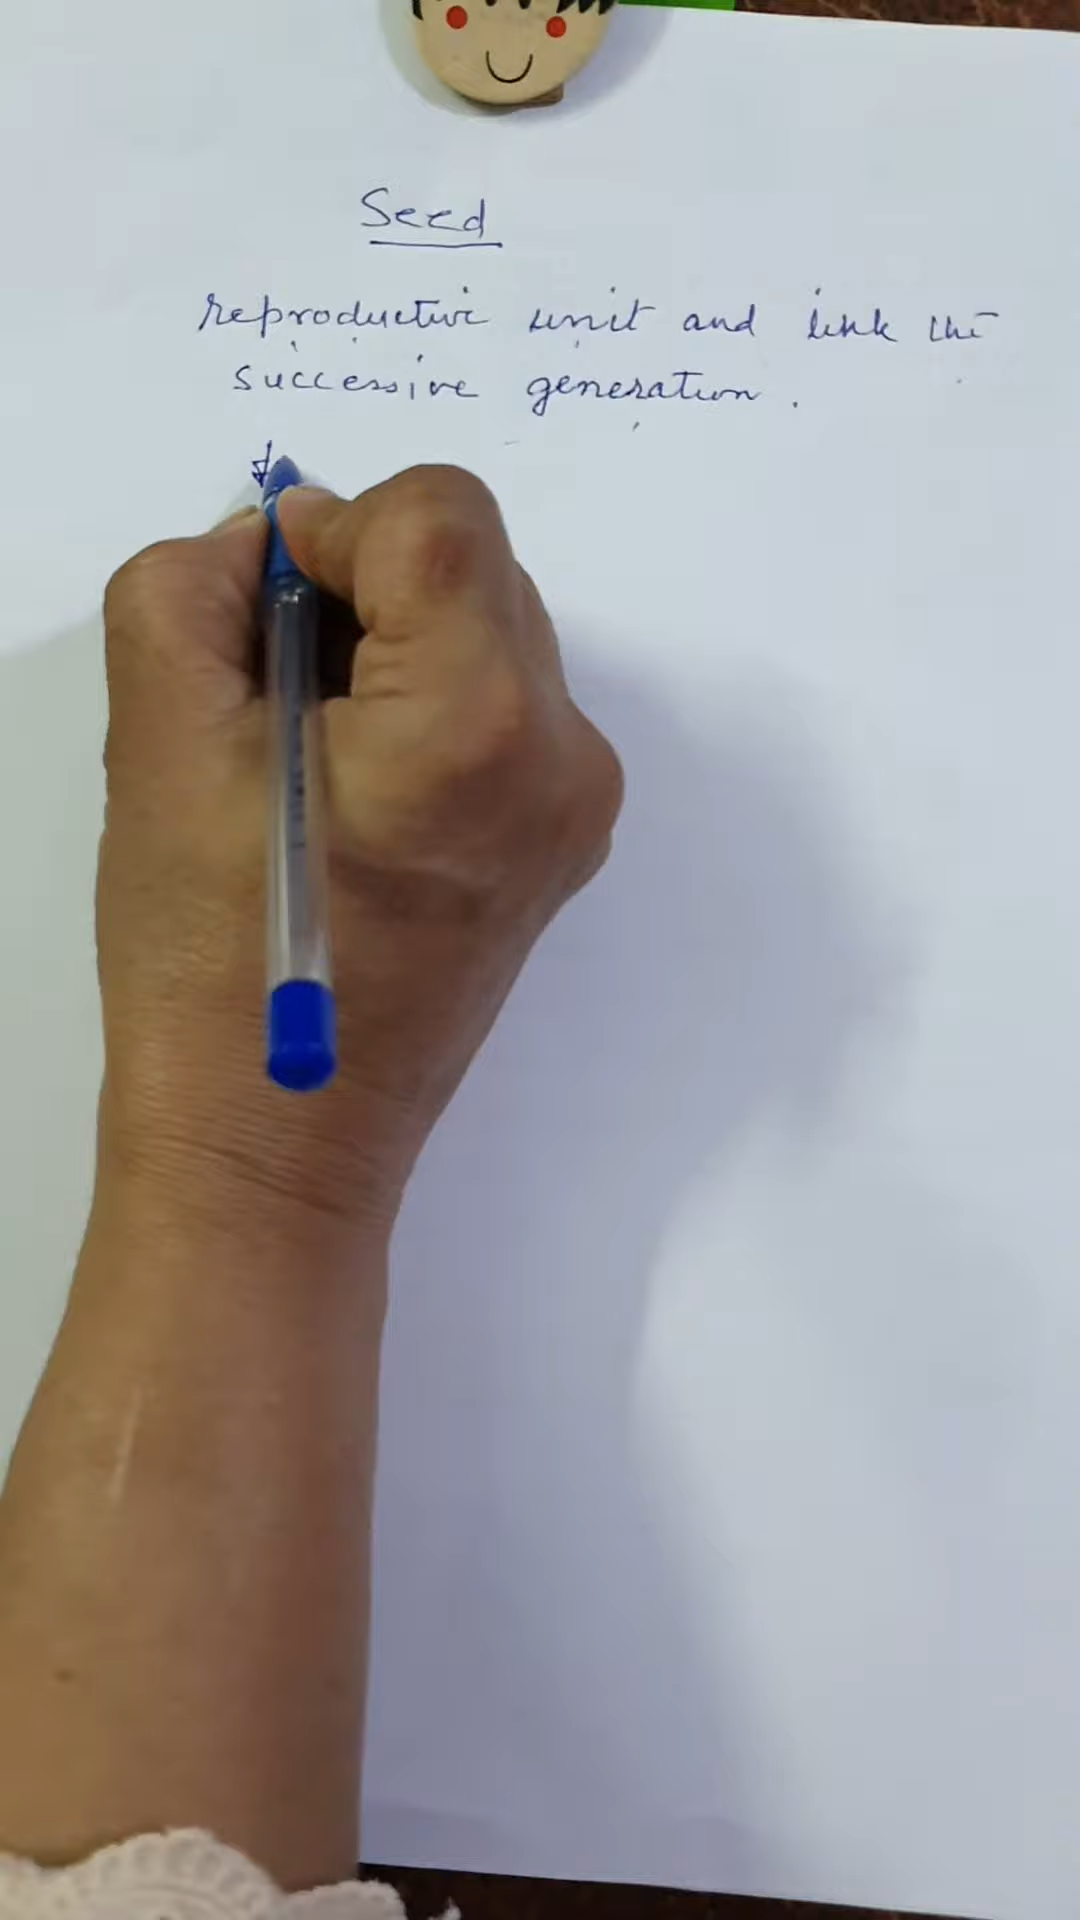 Seed
reproductive unit and link the
successive generation.